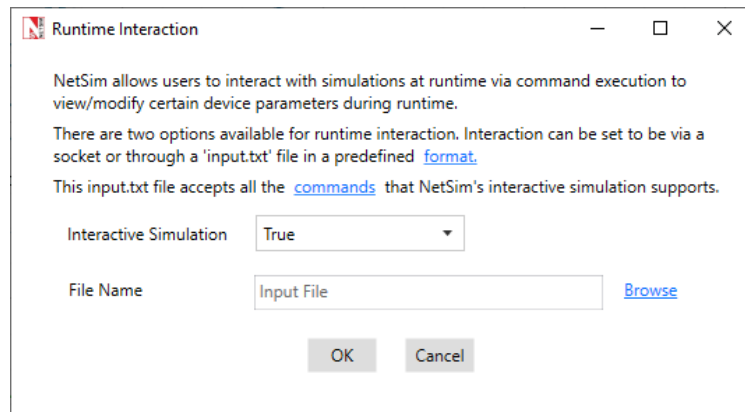 Runtime Interaction
NetSim allows users to interact with simulations at runtime via command execution to
view/modify certain device parameters during runtime.
There are two options available for runtime interaction. Interaction can be set to be via a
socket or through a 'input.txt' file in a predefined format.
This input.txt file accepts all the commands that NetSim's interactive simulation supports.
Interactive Simulation True
File Name Input File Browse
OK Cancel